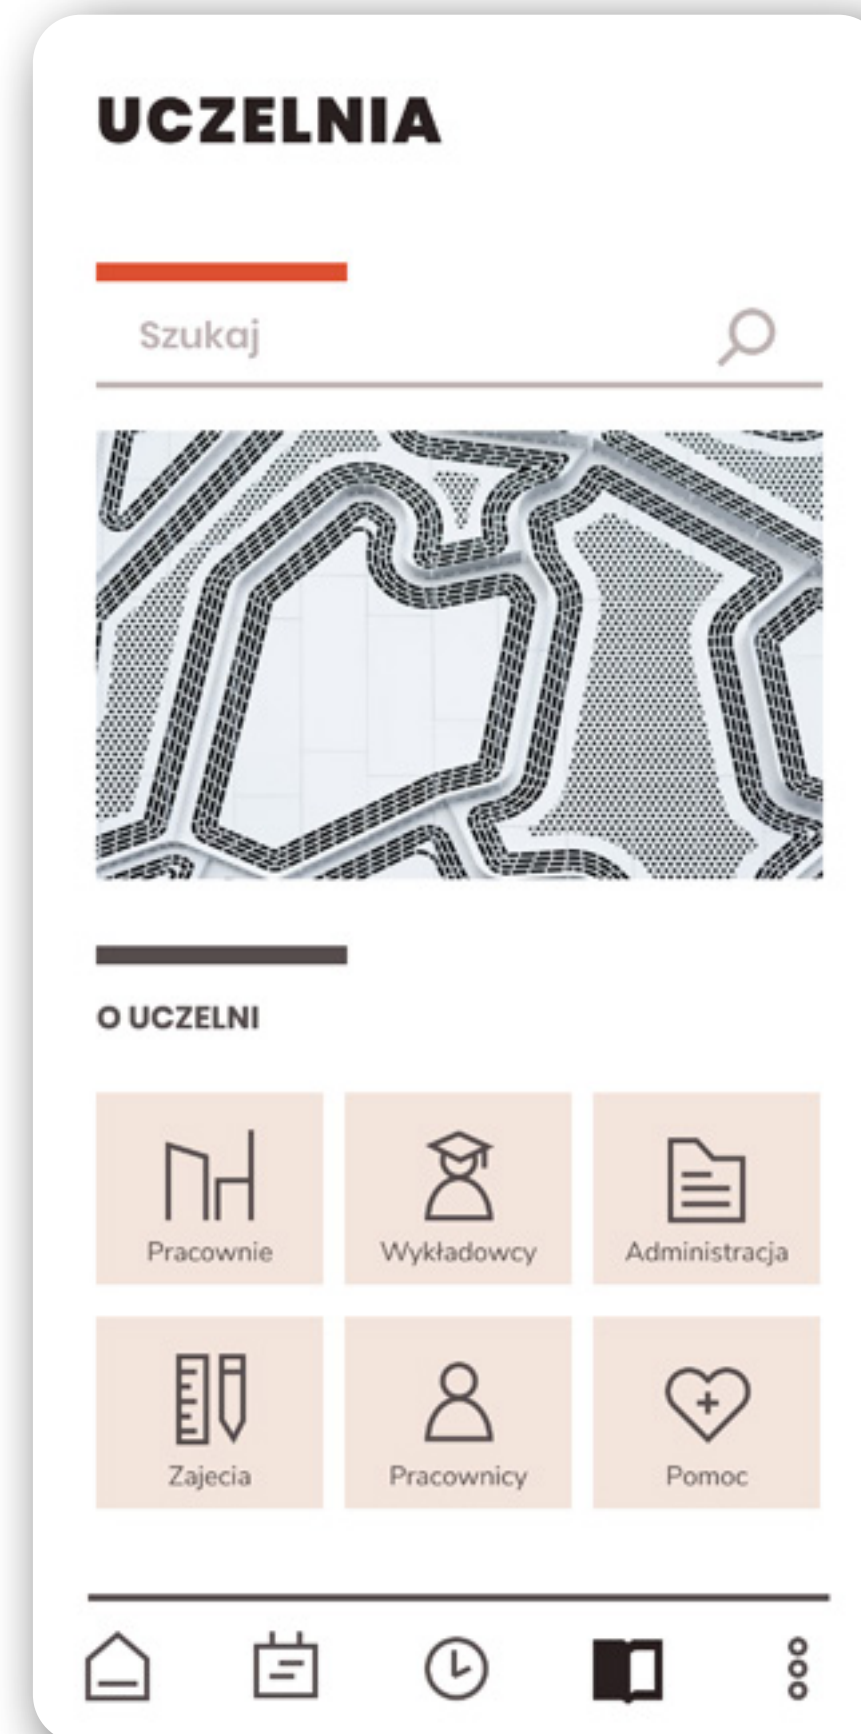 UCZELNIA
Szukaj
O UCZELNI
Pracownie
Wykładowcy
Administracja
Zajecia
Pracownicy
Pomoc